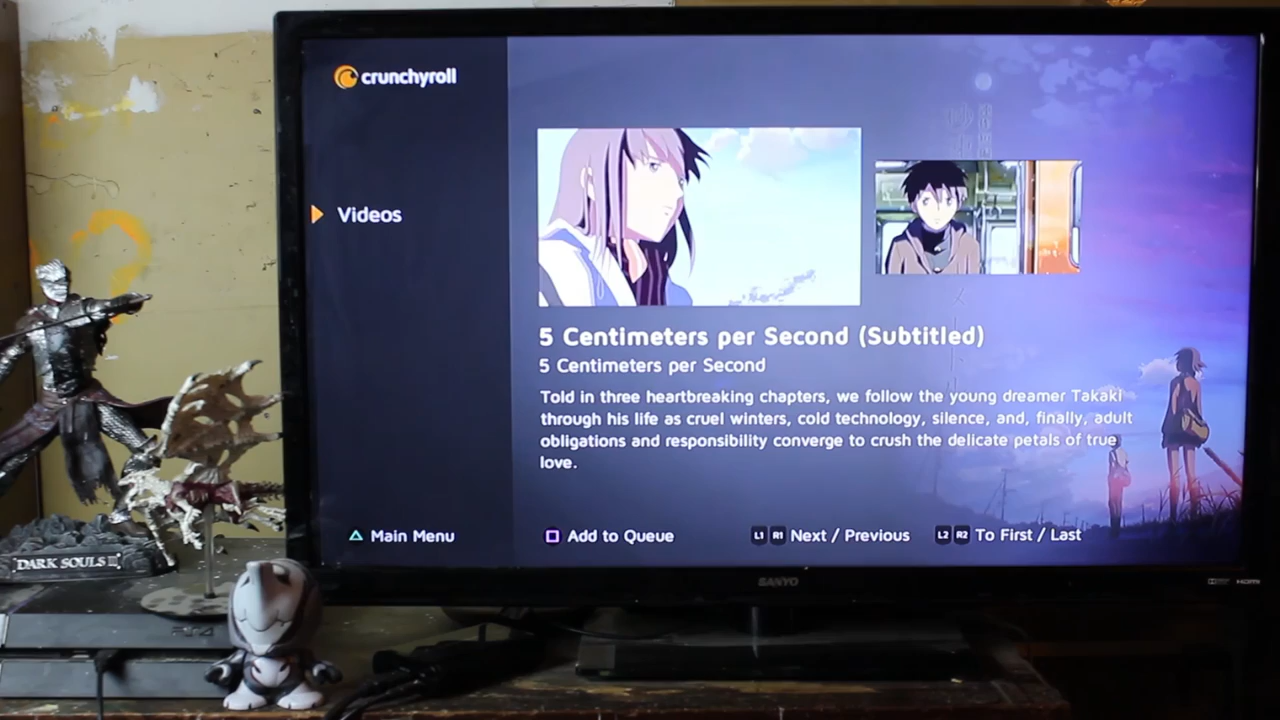 crunchyroll
Videos
5 Centimeters per Second (Subtitled)
5 Centimeters per Second
Told in three heartbreaking chapters, we follow the young dreamer Takaki
through his life as cruel winters, cold technology, silence, and, finally, adult
obligations and responsibility converge to crush the delicate petals of true
love.
Main Menu
Add to Queue
L1 R1 Next / Previous
L2 R2 To First / Last
SANYO
HDMI
DARK SOULS III
PS4